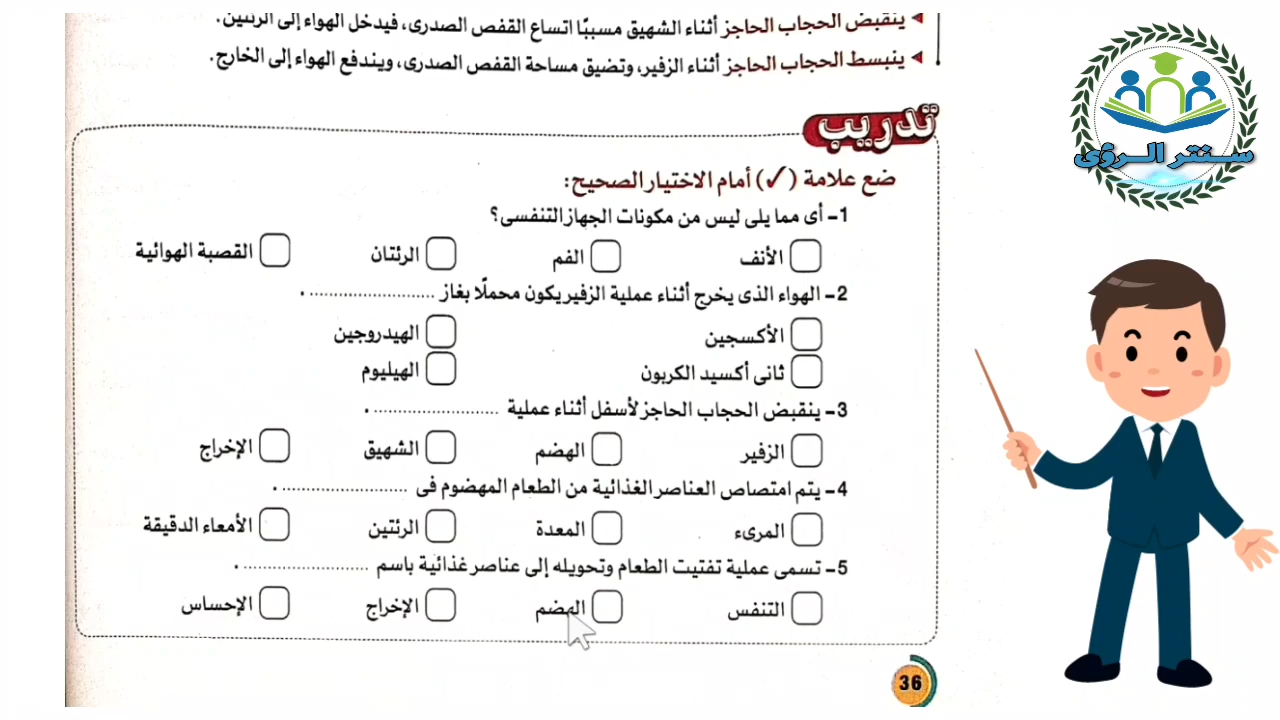 ◀ ينقبض الحجاب الحاجز أثناء الشهيق مسببًا اتساع القفص الصدرى، فيدخل الهواء إلى الرئتين.
◀ ينبسط الحجاب الحاجز أثناء الزفير، وتضيق مساحة القفص الصدرى، ويندفع الهواء إلى الخارج.
سنتر الرؤى
تدريب
ضع علامة (✓) أمام الاختيار الصحيح:
1- أى مما يلى ليس من مكونات الجهاز التنفسى؟
الأنف الفم الرئتان القصبة الهوائية
2- الهواء الذى يخرج أثناء عملية الزفير يكون محملًا بغاز ......................
الأكسجين الهيدروجين
ثانى أكسيد الكربون الهيليوم
3- ينقبض الحجاب الحاجز لأسفل أثناء عملية ......................
الزفير الهضم الشهيق الإخراج
4- يتم امتصاص العناصر الغذائية من الطعام المهضوم فى ......................
المرىء المعدة الرئتين الأمعاء الدقيقة
5- تسمى عملية تفتيت الطعام وتحويله إلى عناصر غذائية باسم ......................
التنفس الهضم الإخراج الإحساس
36